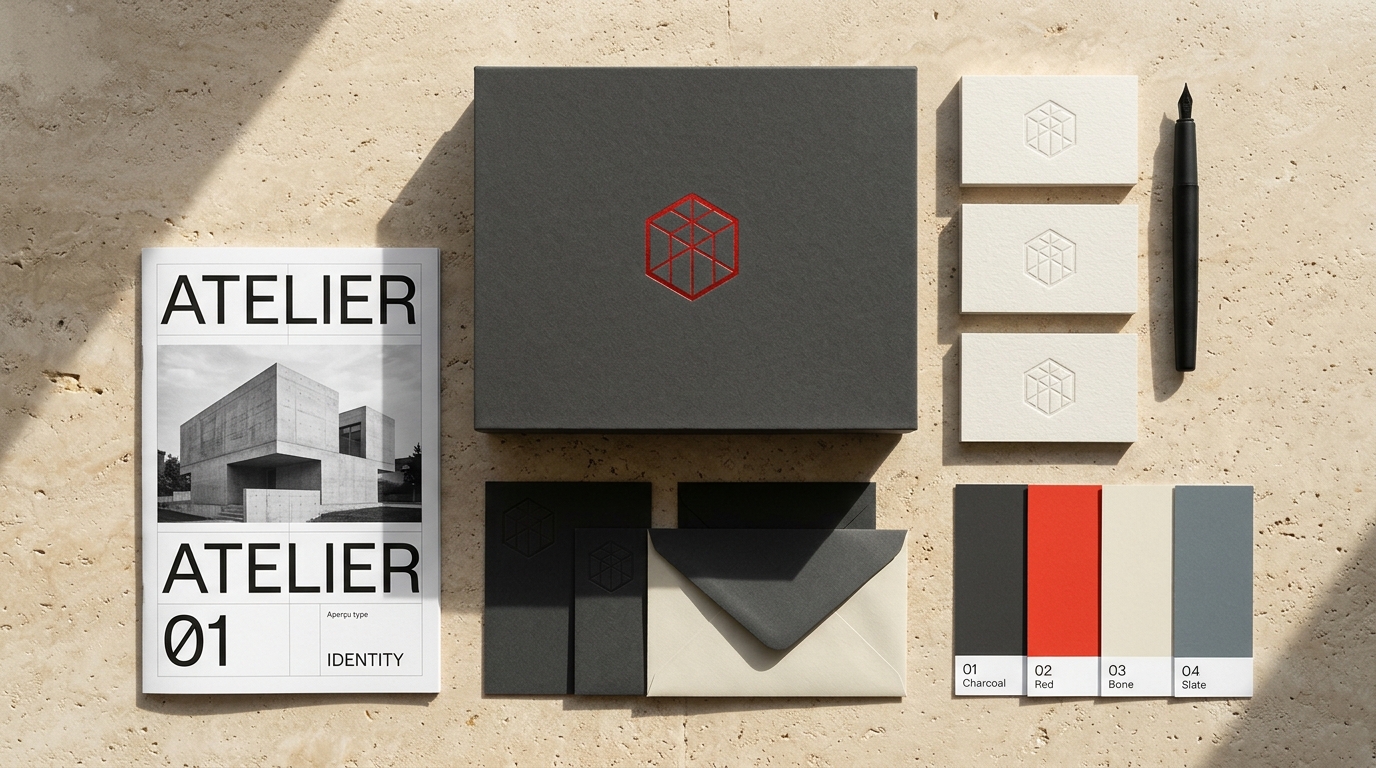 ATELIER
ATELIER
01
Aperçu type
IDENTITY
01
Charcoal
02
Red
03
Bone
04
Slate